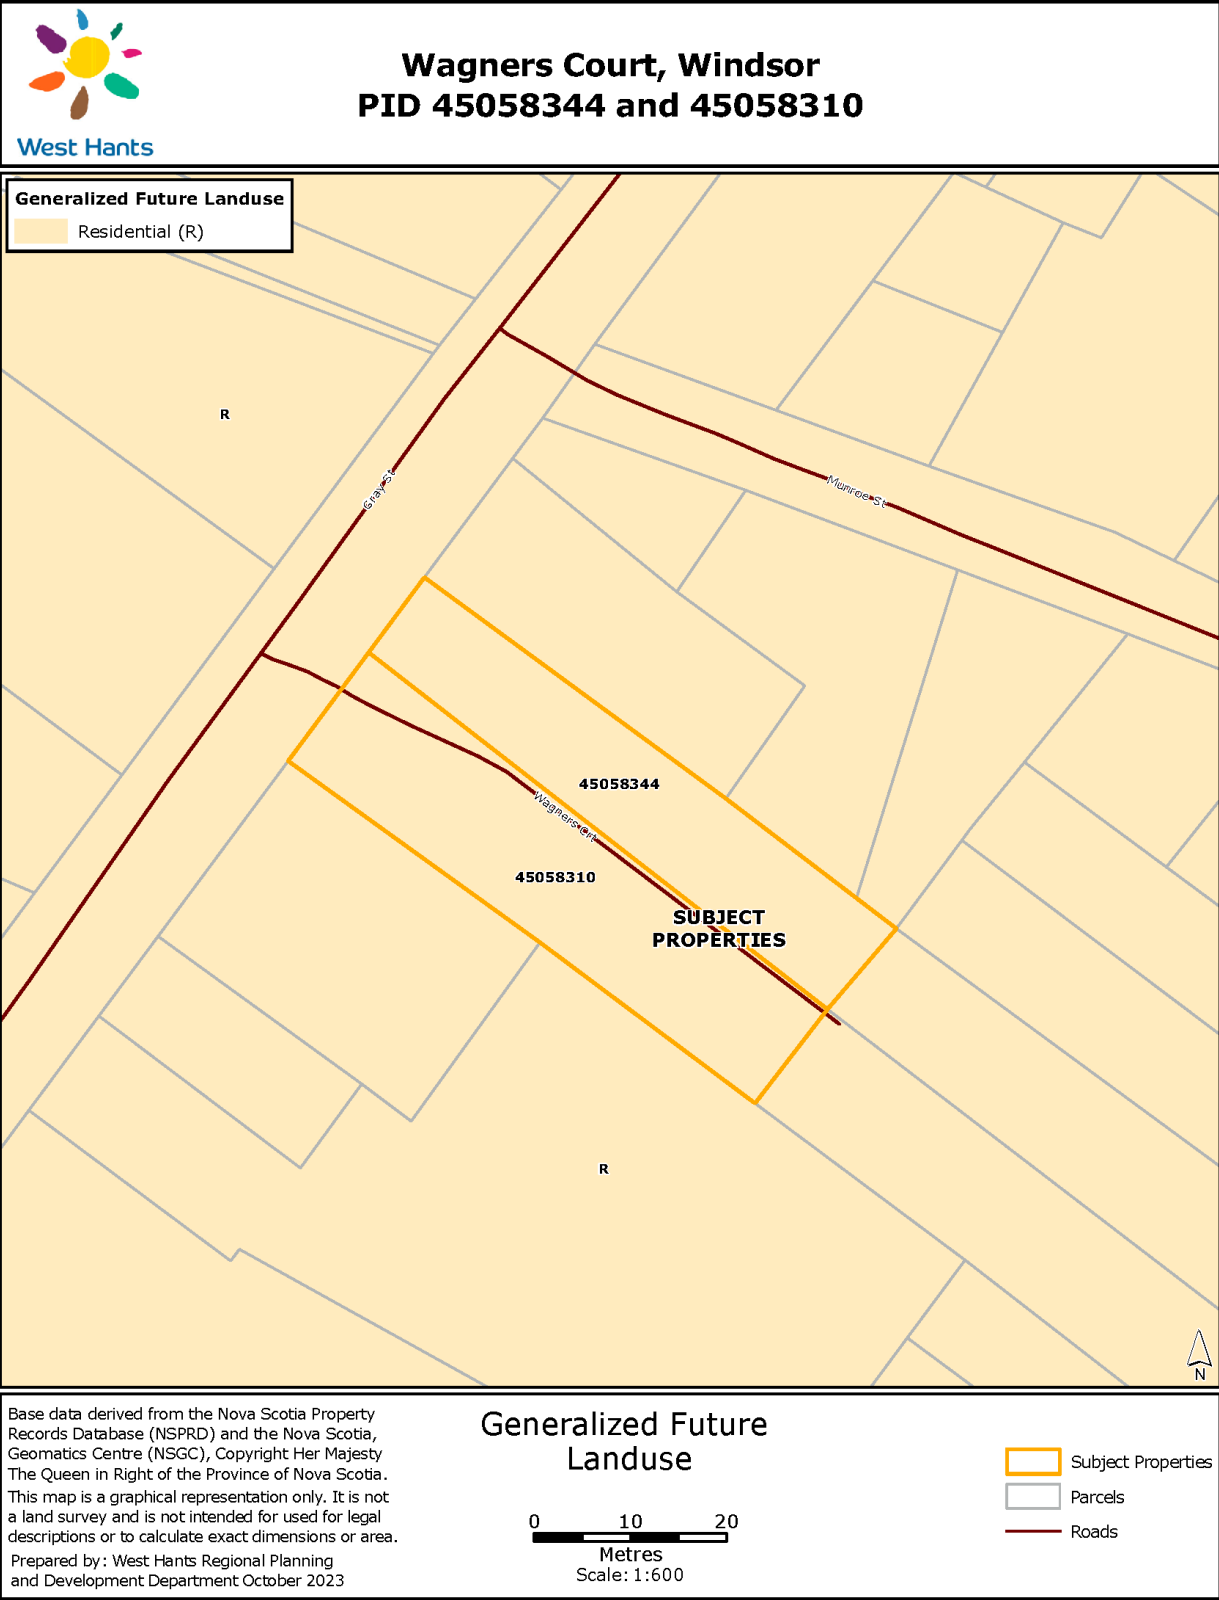 West Hants
Wagners Court, Windsor
PID 45058344 and 45058310
Generalized Future Landuse
Residential (R)
R
Gray St
Munroe St
45058344
Wagners Crt
45058310
SUBJECT
PROPERTIES
R
N
Base data derived from the Nova Scotia Property
Records Database (NSPRD) and the Nova Scotia,
Geomatics Centre (NSGC), Copyright Her Majesty
The Queen in Right of the Province of Nova Scotia.
This map is a graphical representation only. It is not
a land survey and is not intended for used for legal
descriptions or to calculate exact dimensions or area.
Prepared by: West Hants Regional Planning
and Development Department October 2023
Generalized Future
Landuse
0 10 20
Metres
Scale: 1:600
Subject Properties
Parcels
Roads